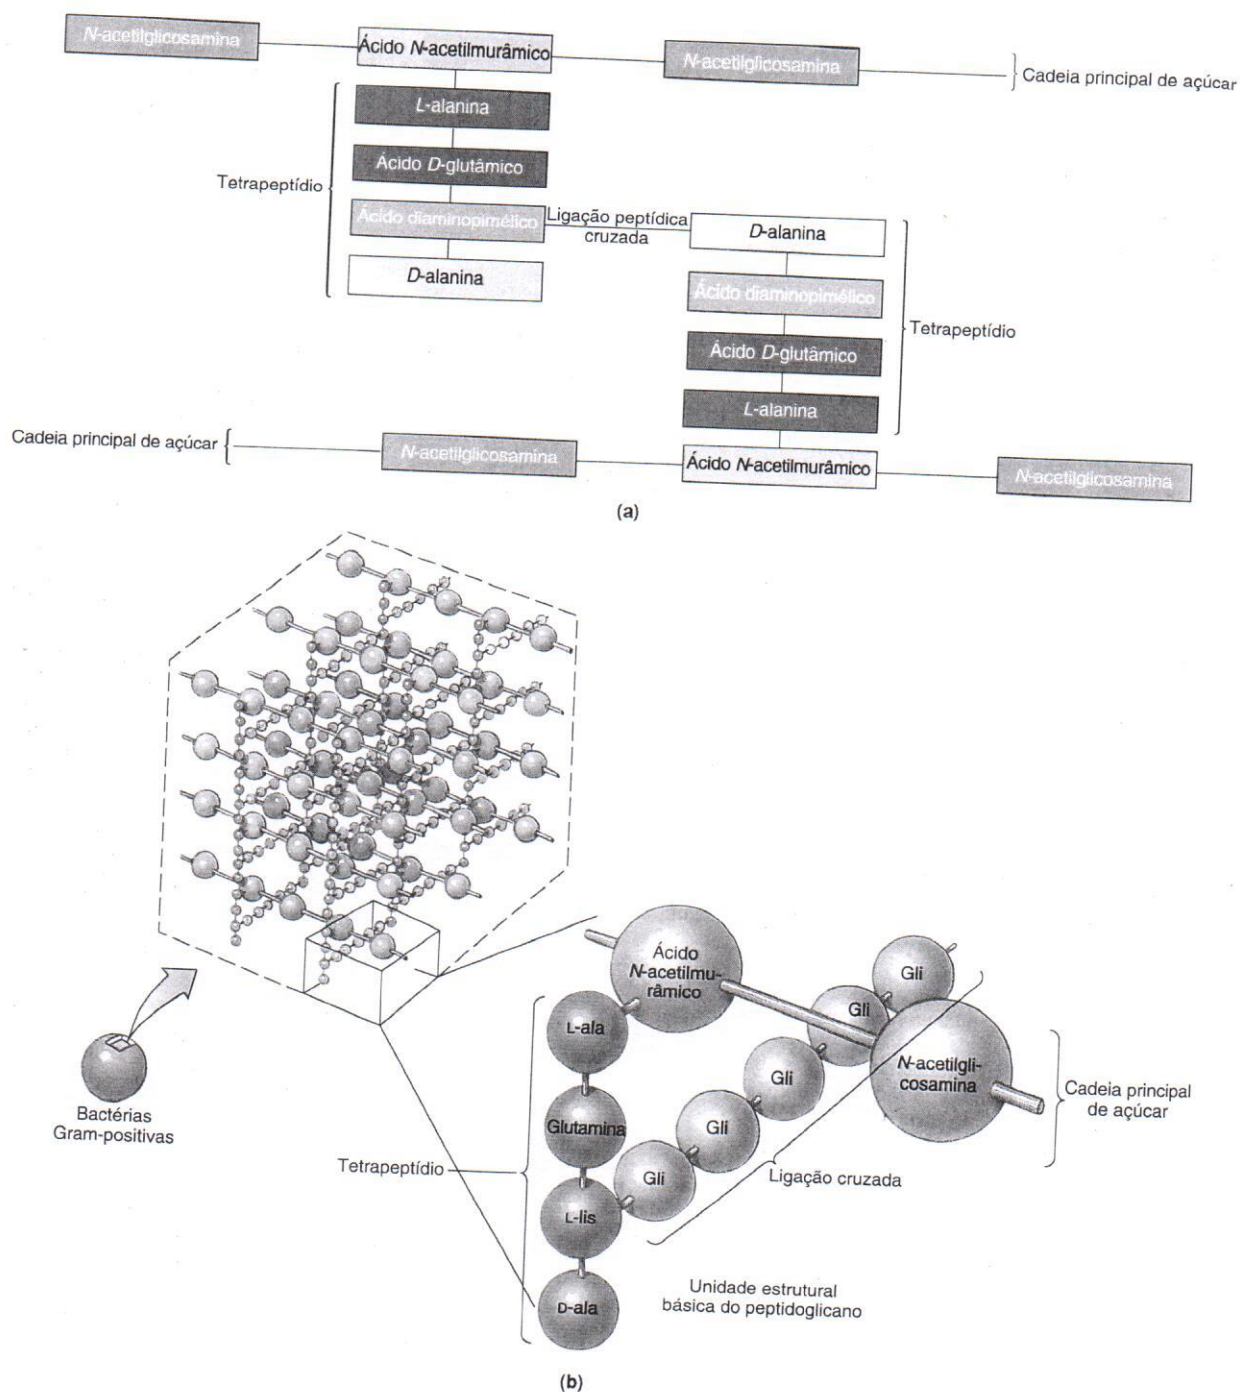 N-acetilglicosamina
Ácido N-acetilmurâmico
N-acetilglicosamina
Cadeia principal de açúcar
L-alanina
Ácido D-glutâmico
Tetrapeptídio
Ácido diaminopimélico
Ligação peptídica
cruzada
D-alanina
D-alanina
Ácido diaminopimélico
Tetrapeptídio
Ácido D-glutâmico
L-alanina
Cadeia principal de açúcar
N-acetilglicosamina
Ácido N-acetilmurâmico
N-acetilglicosamina
(a)
Ácido
N-acetilmu-
râmico
Gli
Gli
L-ala
N-acetilgli-
cosamina
Gli
Cadeia principal
de açúcar
Bactérias
Gram-positivas
Glutamina
Gli
Tetrapeptídio
Gli
Ligação cruzada
L-lis
Unidade estrutural
básica do peptidoglicano
D-ala
(b)